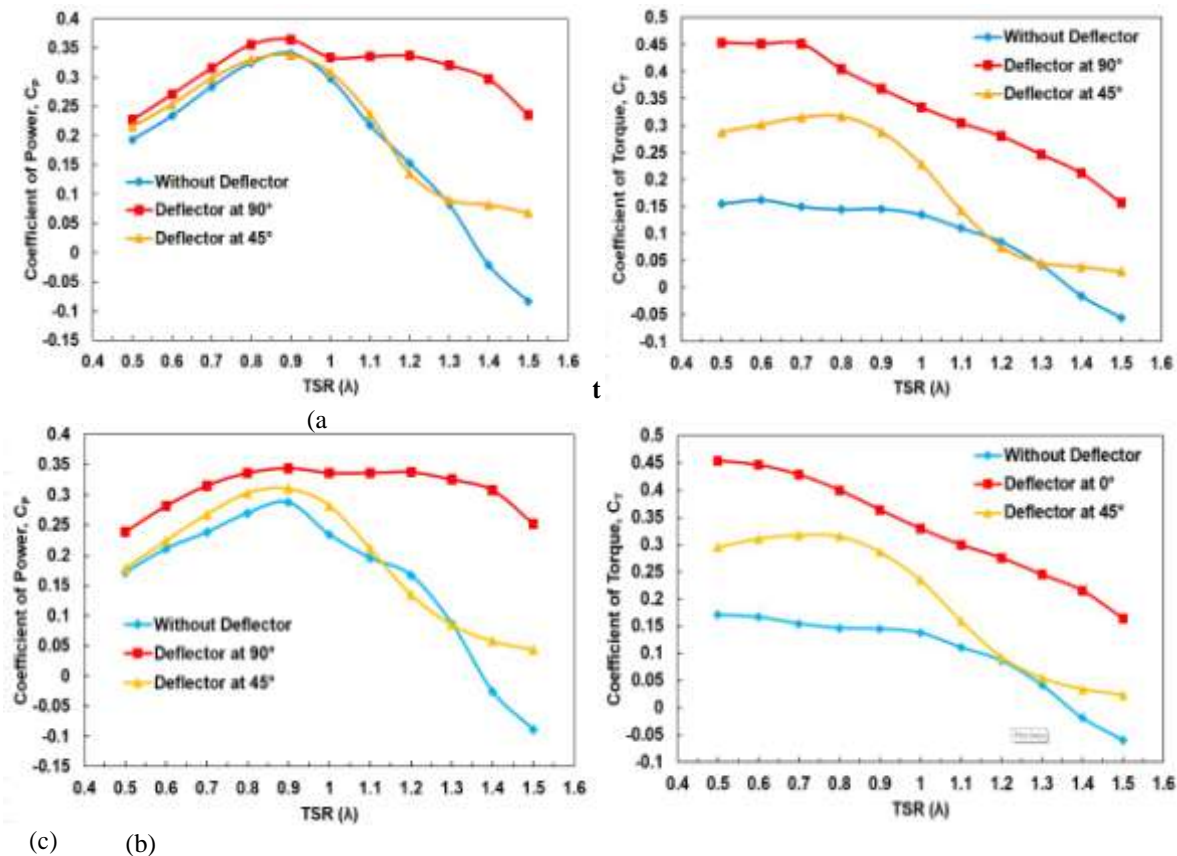 0.4
0.35
0.3
0.25
0.2
0.15
0.1
0.05
0
-0.05
-0.1
-0.15
Coefficient of Power, C_P
Without Deflector
Deflector at 90°
Deflector at 45°
0.4 0.5 0.6 0.7 0.8 0.9 1 1.1 1.2 1.3 1.4 1.5 1.6
TSR (λ)
(a
0.5
0.45
0.4
0.35
0.3
0.25
0.2
0.15
0.1
0.05
0
-0.05
-0.1
Coefficient of Torque, C_T
Without Deflector
Deflector at 90°
Deflector at 45°
0.4 0.5 0.6 0.7 0.8 0.9 1 1.1 1.2 1.3 1.4 1.5 1.6
TSR (λ)
t
0.4
0.35
0.3
0.25
0.2
0.15
0.1
0.05
0
-0.05
-0.1
-0.15
Coefficient of Power, C_P
Without Deflector
Deflector at 90°
Deflector at 45°
0.4 0.5 0.6 0.7 0.8 0.9 1 1.1 1.2 1.3 1.4 1.5 1.6
TSR (λ)
0.5
0.45
0.4
0.35
0.3
0.25
0.2
0.15
0.1
0.05
0
-0.05
-0.1
Coefficient of Torque, C_T
Without Deflector
Deflector at 0°
Deflector at 45°
0.4 0.5 0.6 0.7 0.8 0.9 1 1.1 1.2 1.3 1.4 1.5 1.6
TSR (λ)
(c) (b)